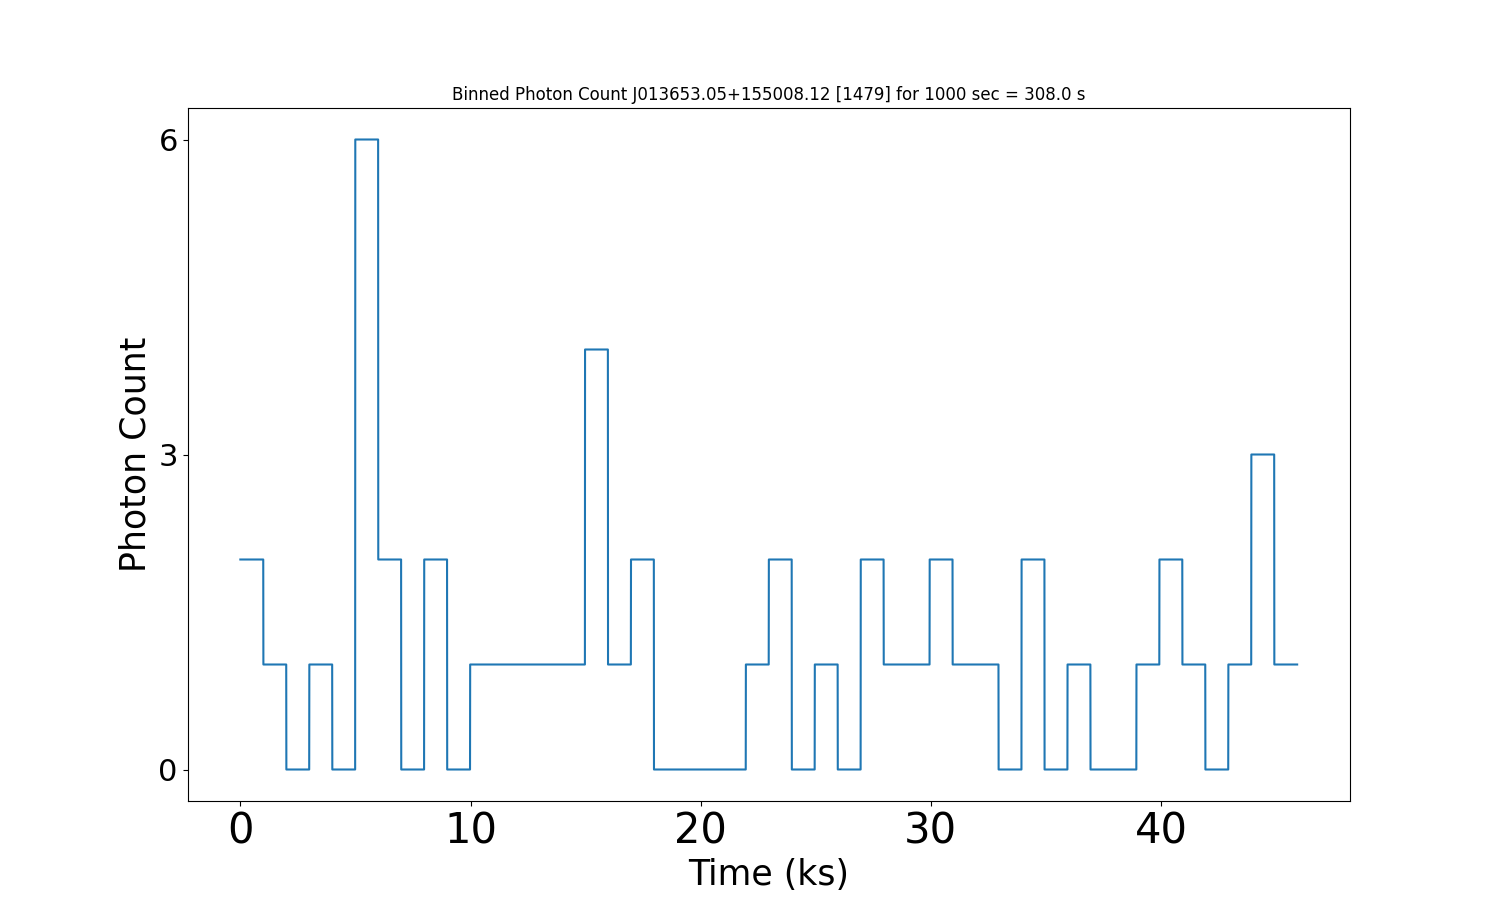 Binned Photon Count J013653.05+155008.12 [1479] for 1000 sec = 308.0 s
6
3
0
Photon Count
0 10 20 30 40
Time (ks)